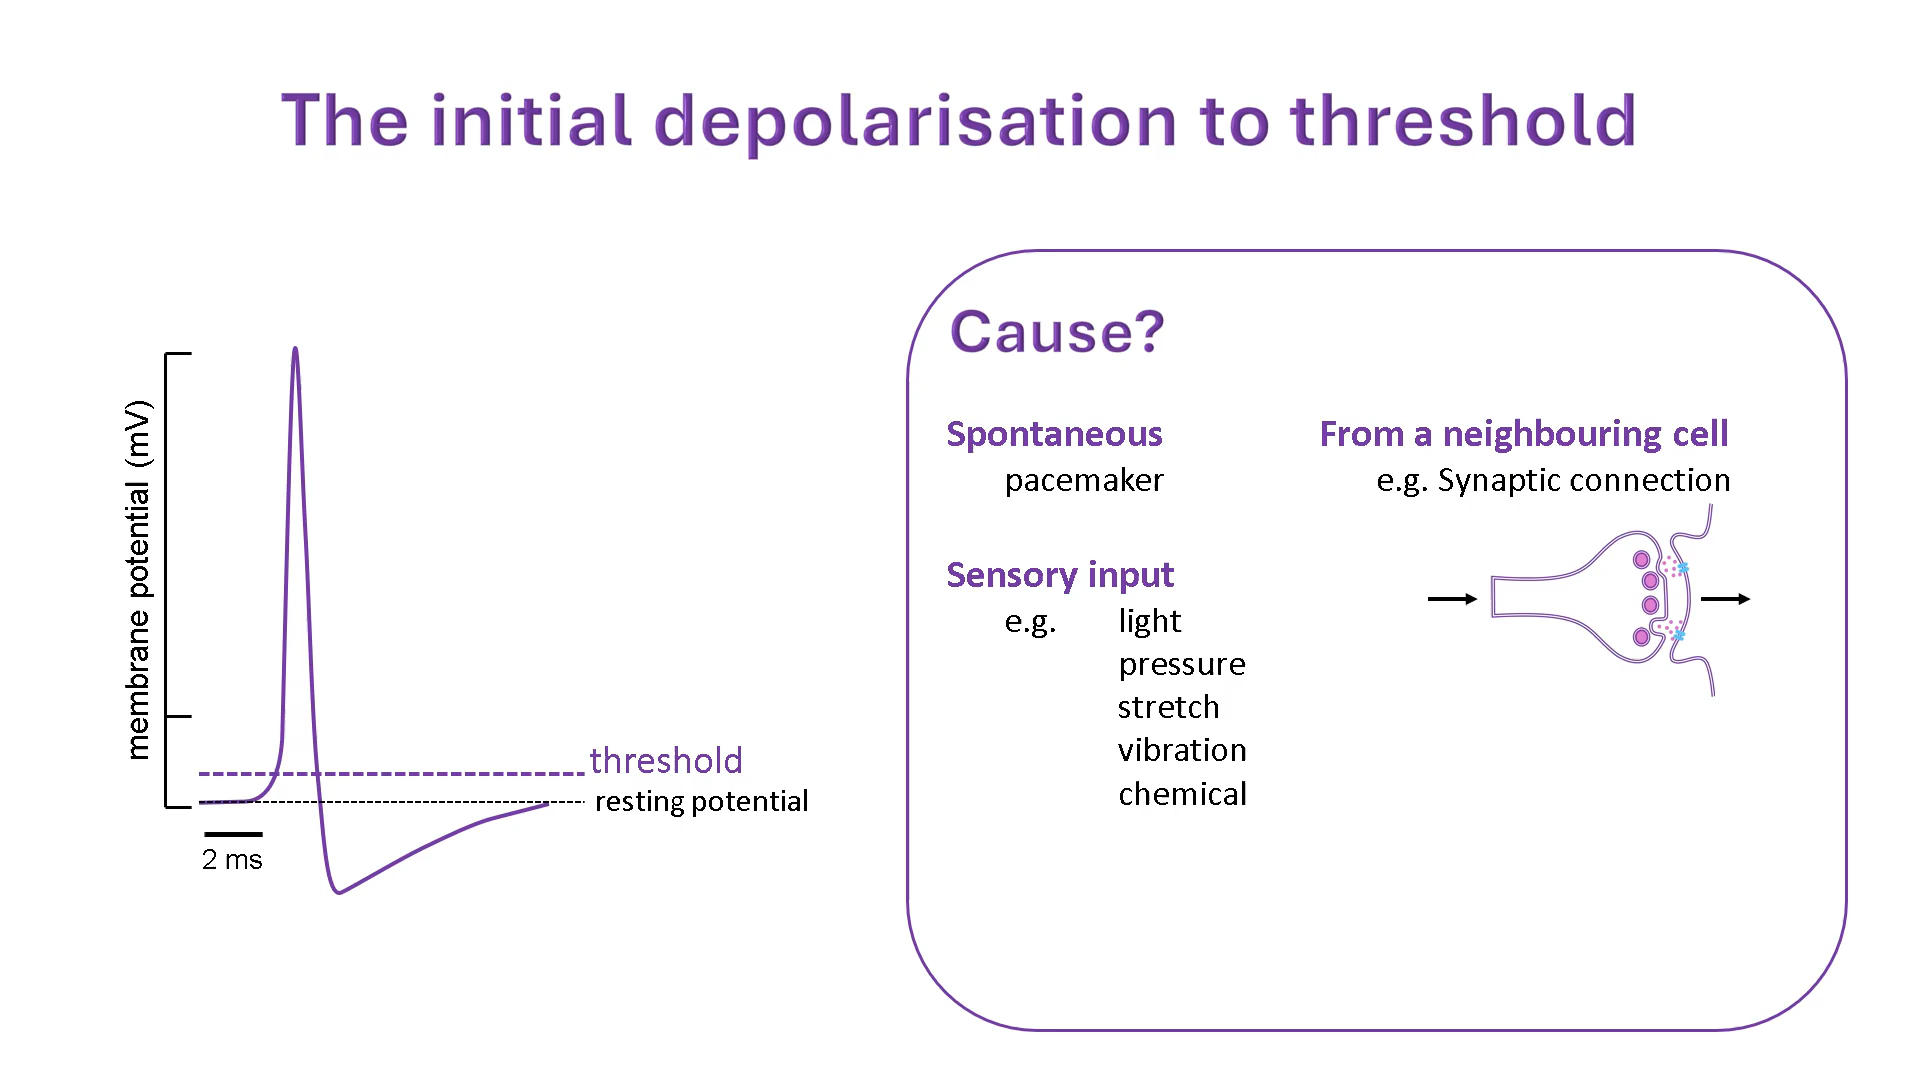 The initial depolarisation to threshold
membrane potential (mV)
threshold
resting potential
2 ms
Cause?
Spontaneous
pacemaker
Sensory input
e.g. light
pressure
stretch
vibration
chemical
From a neighbouring cell
e.g. Synaptic connection